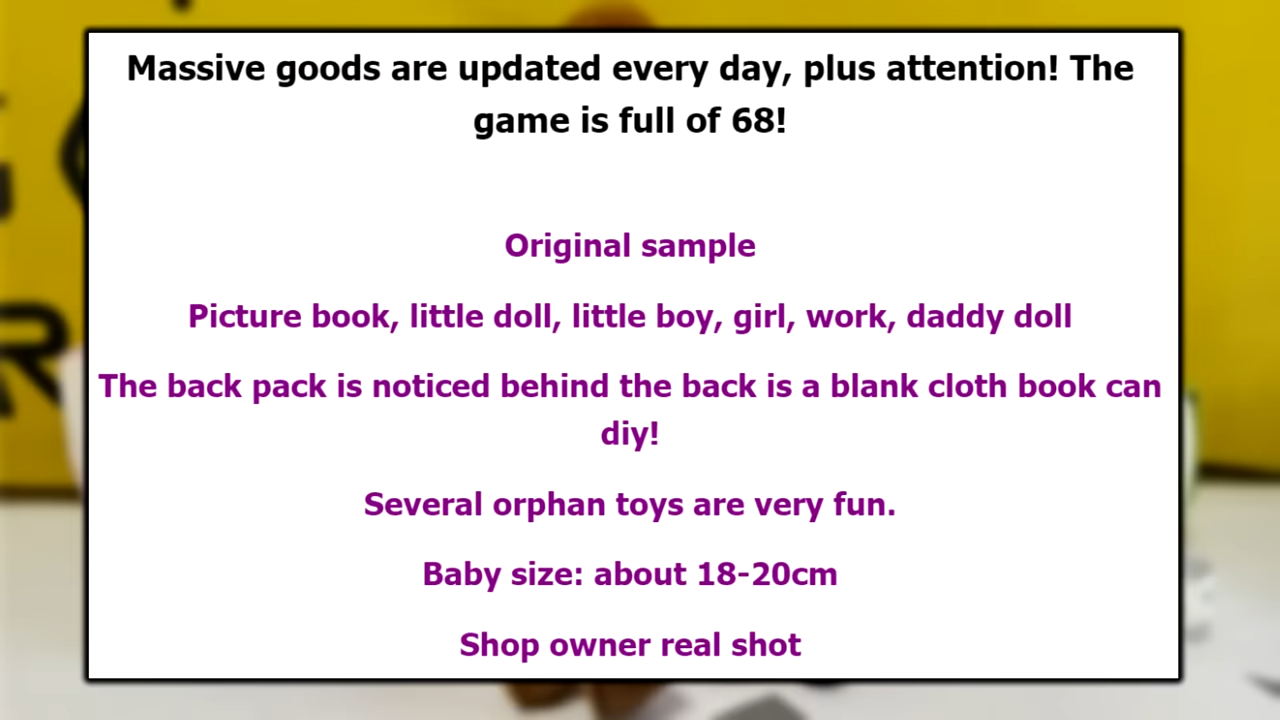 Massive goods are updated every day, plus attention! The
game is full of 68!
Original sample
Picture book, little doll, little boy, girl, work, daddy doll
The back pack is noticed behind the back is a blank cloth book can
diy!
Several orphan toys are very fun.
Baby size: about 18-20cm
Shop owner real shot